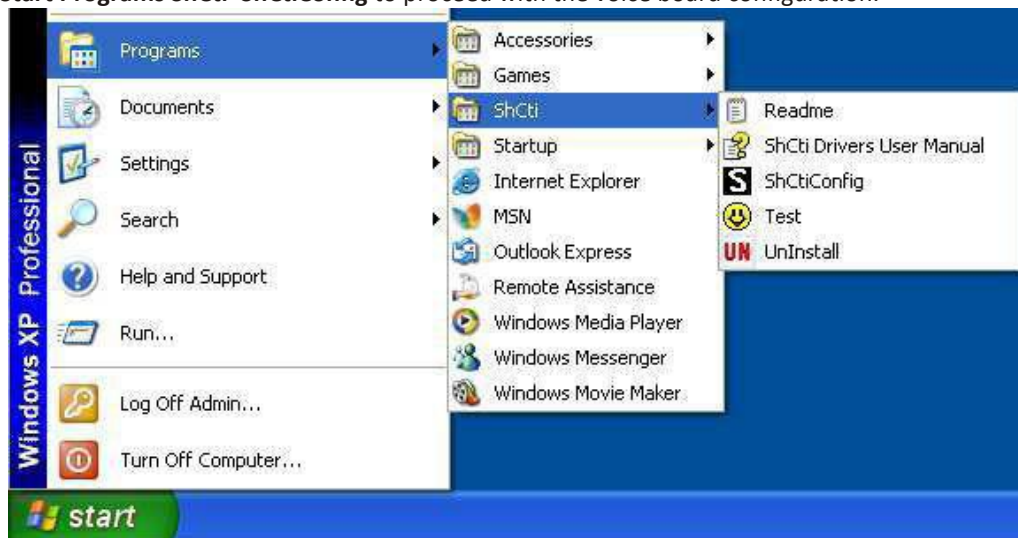 Start Programs ShCti ShCtiConfig to proceed with the voice board configuration.
Windows XP Professional
Programs
Documents
Settings
Search
Help and Support
Run...
Log Off Admin...
Turn Off Computer...
Accessories
Games
ShCti
Startup
Internet Explorer
MSN
Outlook Express
Remote Assistance
Windows Media Player
Windows Messenger
Windows Movie Maker
Readme
ShCti Drivers User Manual
S ShCtiConfig
Test
UN UnInstall
start